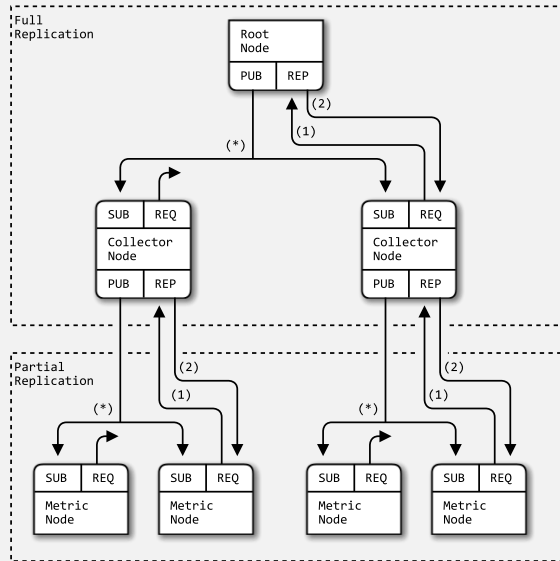 Full
Replication
Root
Node
PUB REP
(2)
(1)
(*)
SUB REQ
Collector
Node
PUB REP
SUB REQ
Collector
Node
PUB REP
Partial
Replication
(2)
(1)
(*)
(2)
(1)
(*)
SUB REQ
Metric
Node
SUB REQ
Metric
Node
SUB REQ
Metric
Node
SUB REQ
Metric
Node